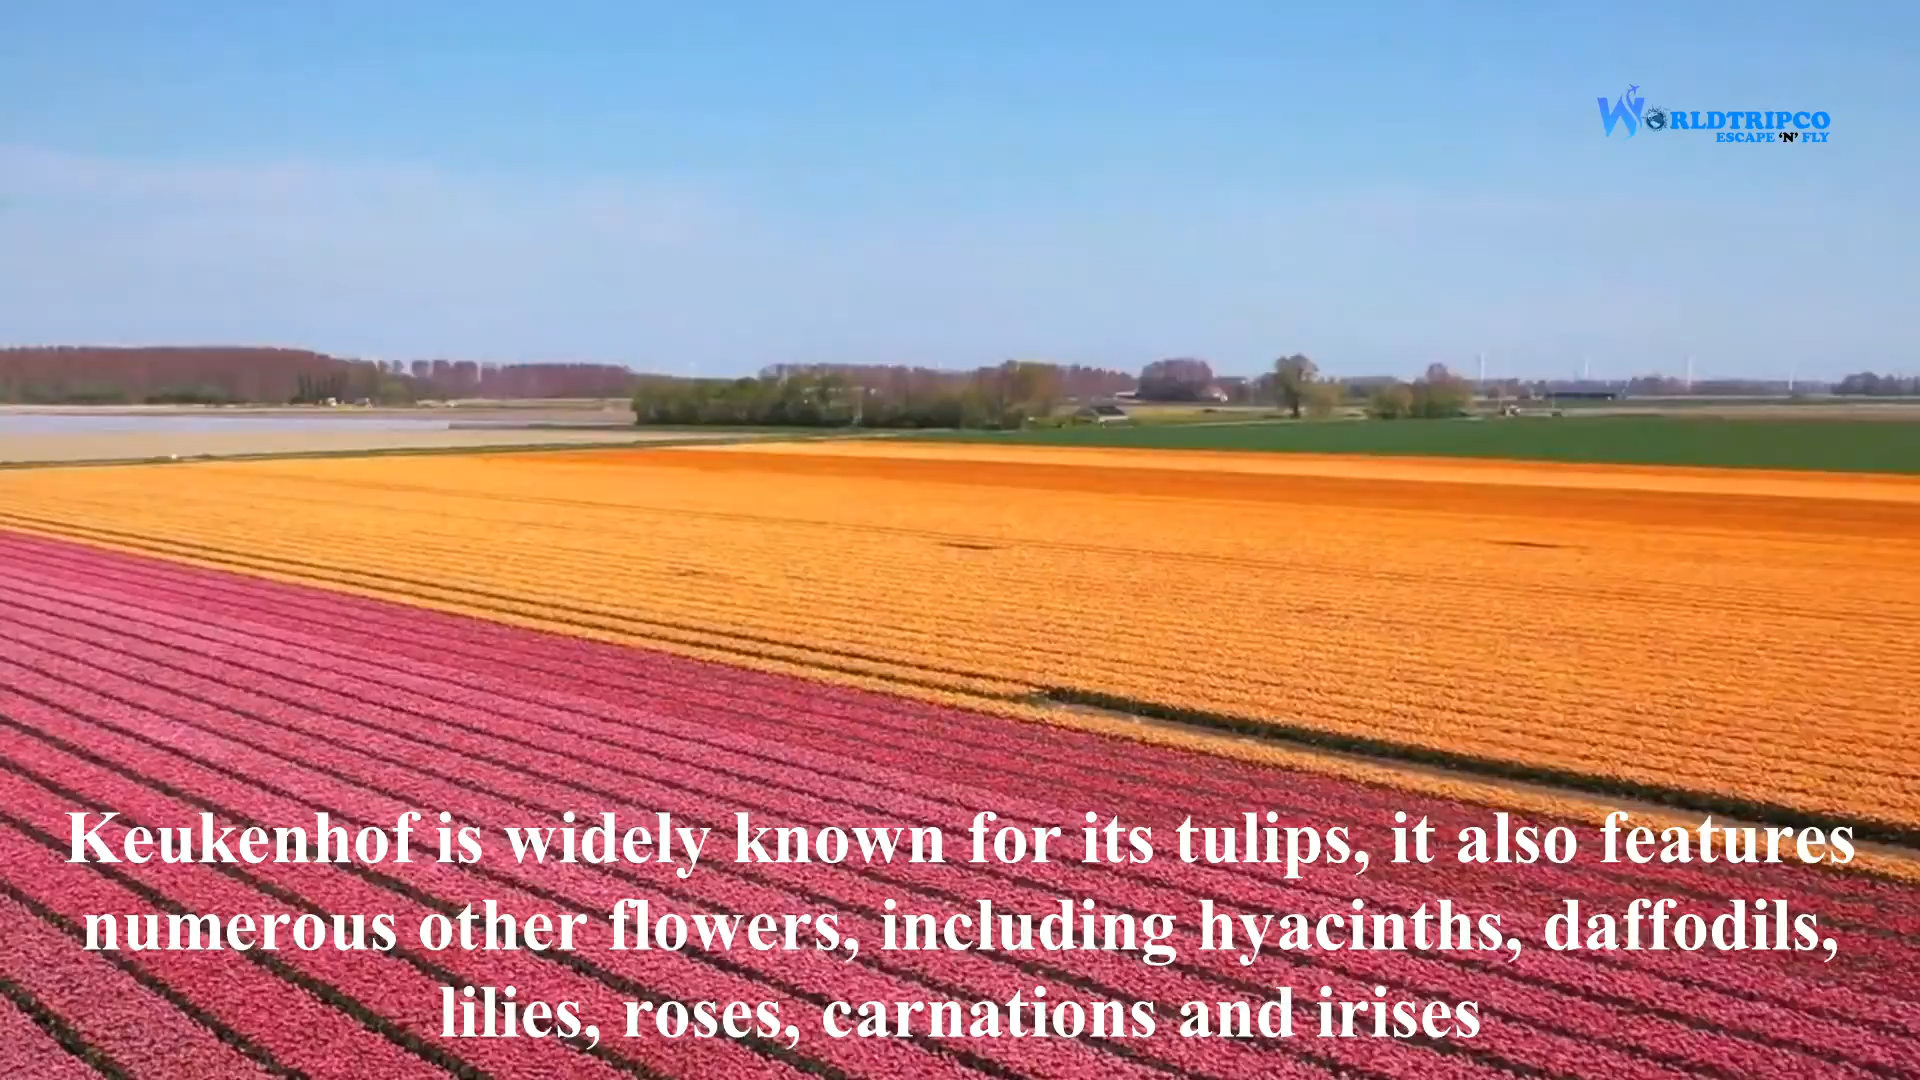 WORLDTRIPCO
ESCAPE 'N' FLY
Keukenhof is widely known for its tulips, it also features
numerous other flowers, including hyacinths, daffodils,
lilies, roses, carnations and irises